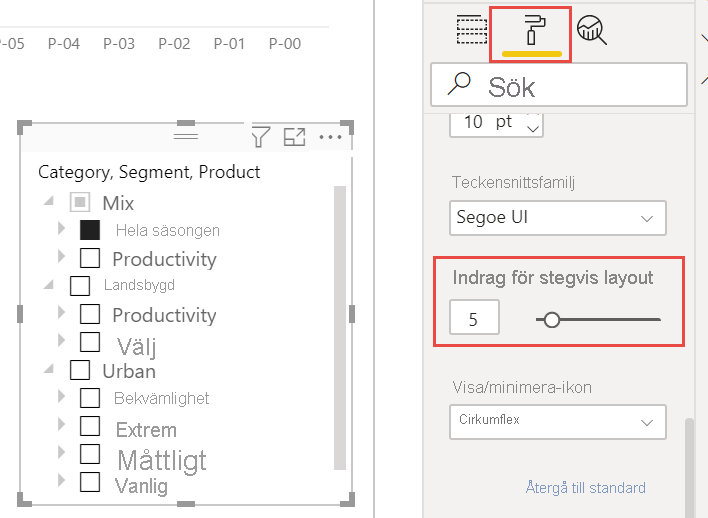 -05 P-04 P-03 P-02 P-01 P-00
Category, Segment, Product
Mix
Hela säsongen
Productivity
Landsbygd
Productivity
Välj
Urban
Bekvämlighet
Extrem
Måttligt
Vanlig
Sök
10 pt
Teckensnittsfamilj
Segoe UI
Indrag för stegvis layout
5
Visa/minimera-ikon
Cirkumflex
Återgå till standard